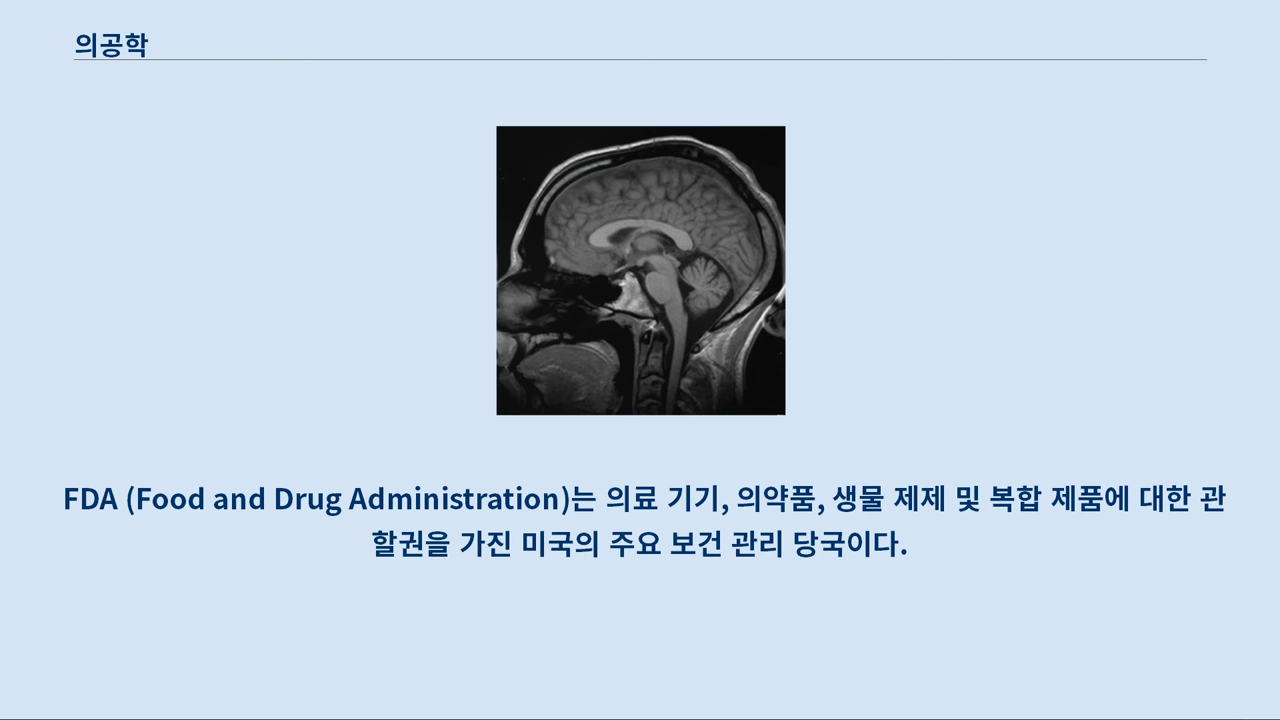 의공학
FDA (Food and Drug Administration)는 의료 기기, 의약품, 생물 제제 및 복합 제품에 대한 관
할권을 가진 미국의 주요 보건 관리 당국이다.